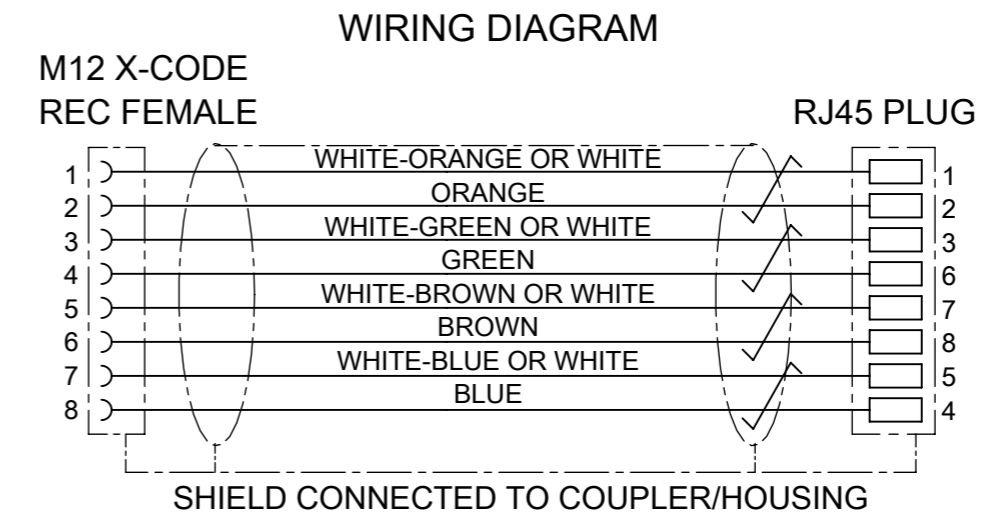 WIRING DIAGRAM
M12 X-CODE
REC FEMALE
RJ45 PLUG
1 WHITE-ORANGE OR WHITE 1
2 ORANGE 2
3 WHITE-GREEN OR WHITE 3
4 GREEN 6
5 WHITE-BROWN OR WHITE 7
6 BROWN 8
7 WHITE-BLUE OR WHITE 5
8 BLUE 4
SHIELD CONNECTED TO COUPLER/HOUSING